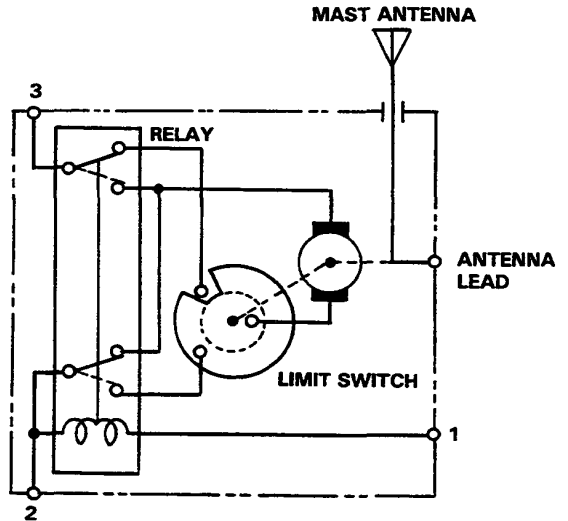 MAST ANTENNA
3
RELAY
ANTENNA
LEAD
LIMIT SWITCH
1
2